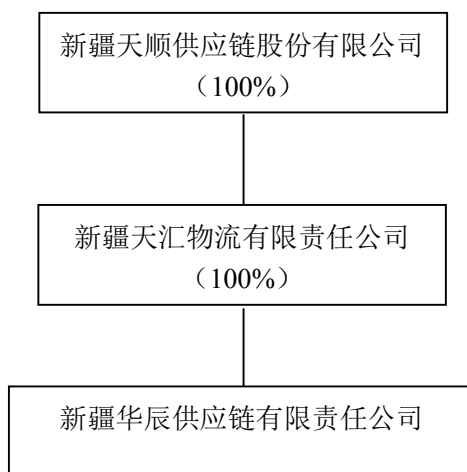 新疆天顺供应链股份有限公司
（100%）
新疆天汇物流有限责任公司
（100%）
新疆华辰供应链有限责任公司